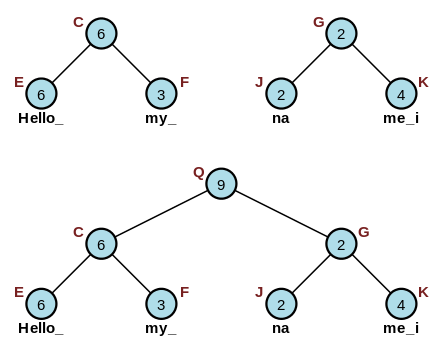 C 6 G 2
E 6 3 F J 2 4 K
Hello_ my_ na me_i
Q 9
C 6 2 G
E 6 3 F J 2 4 K
Hello_ my_ na me_i